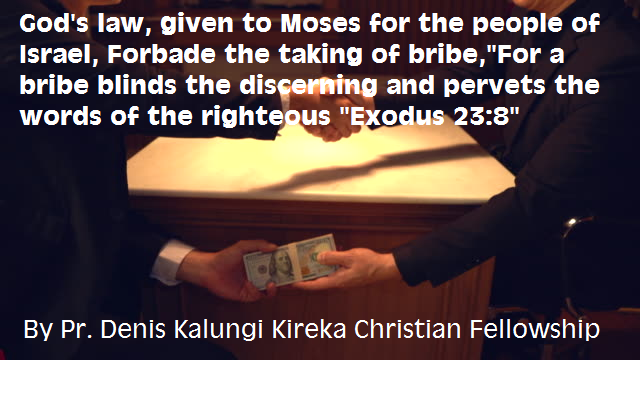 God's law, given to Moses for the people of
Israel, Forbade the taking of bribe,"For a
bribe blinds the discerning and pervets the
words of the righteous "Exodus 23:8"
By Pr. Denis Kalungi Kireka Christian Fellowship